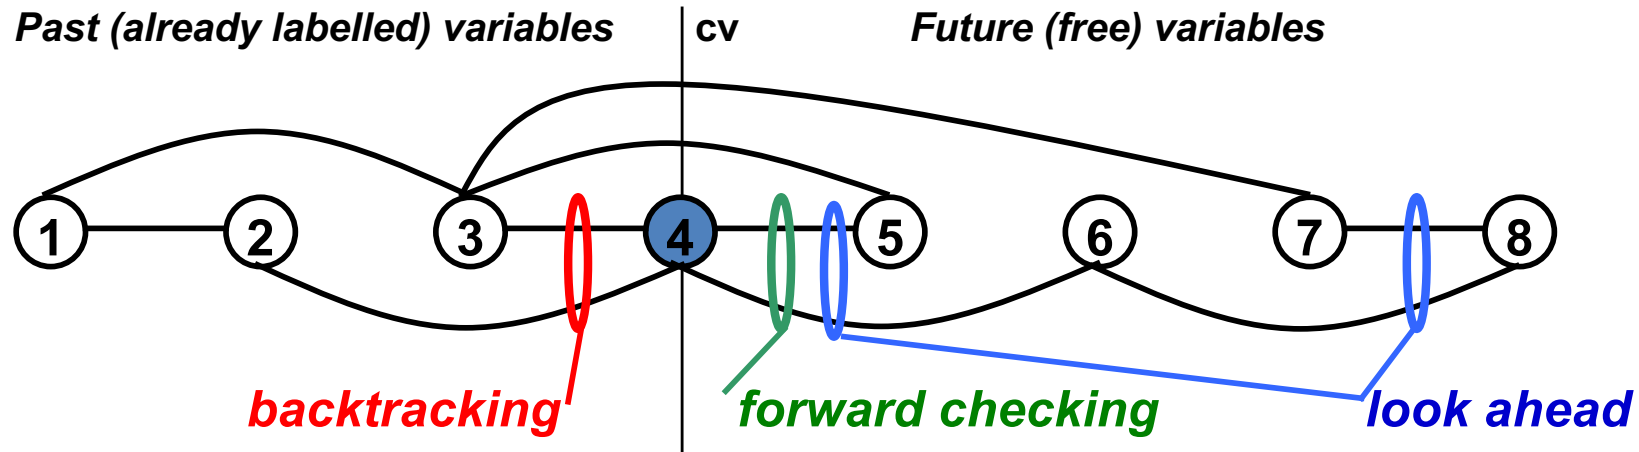 Past (already labelled) variables cv Future (free) variables
1 2 3 4 5 6 7 8
backtracking forward checking look ahead